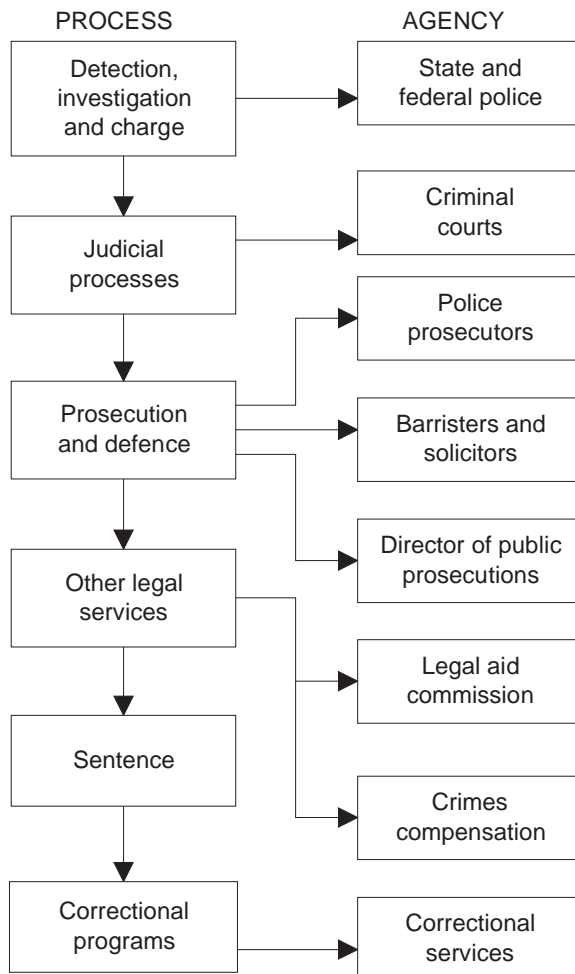 PROCESS
AGENCY
Detection,
investigation
and charge
State and
federal police
Judicial
processes
Criminal
courts
Police
prosecutors
Prosecution
and defence
Barristers and
solicitors
Director of public
prosecutions
Other legal
services
Legal aid
commission
Sentence
Crimes
compensation
Correctional
programs
Correctional
services